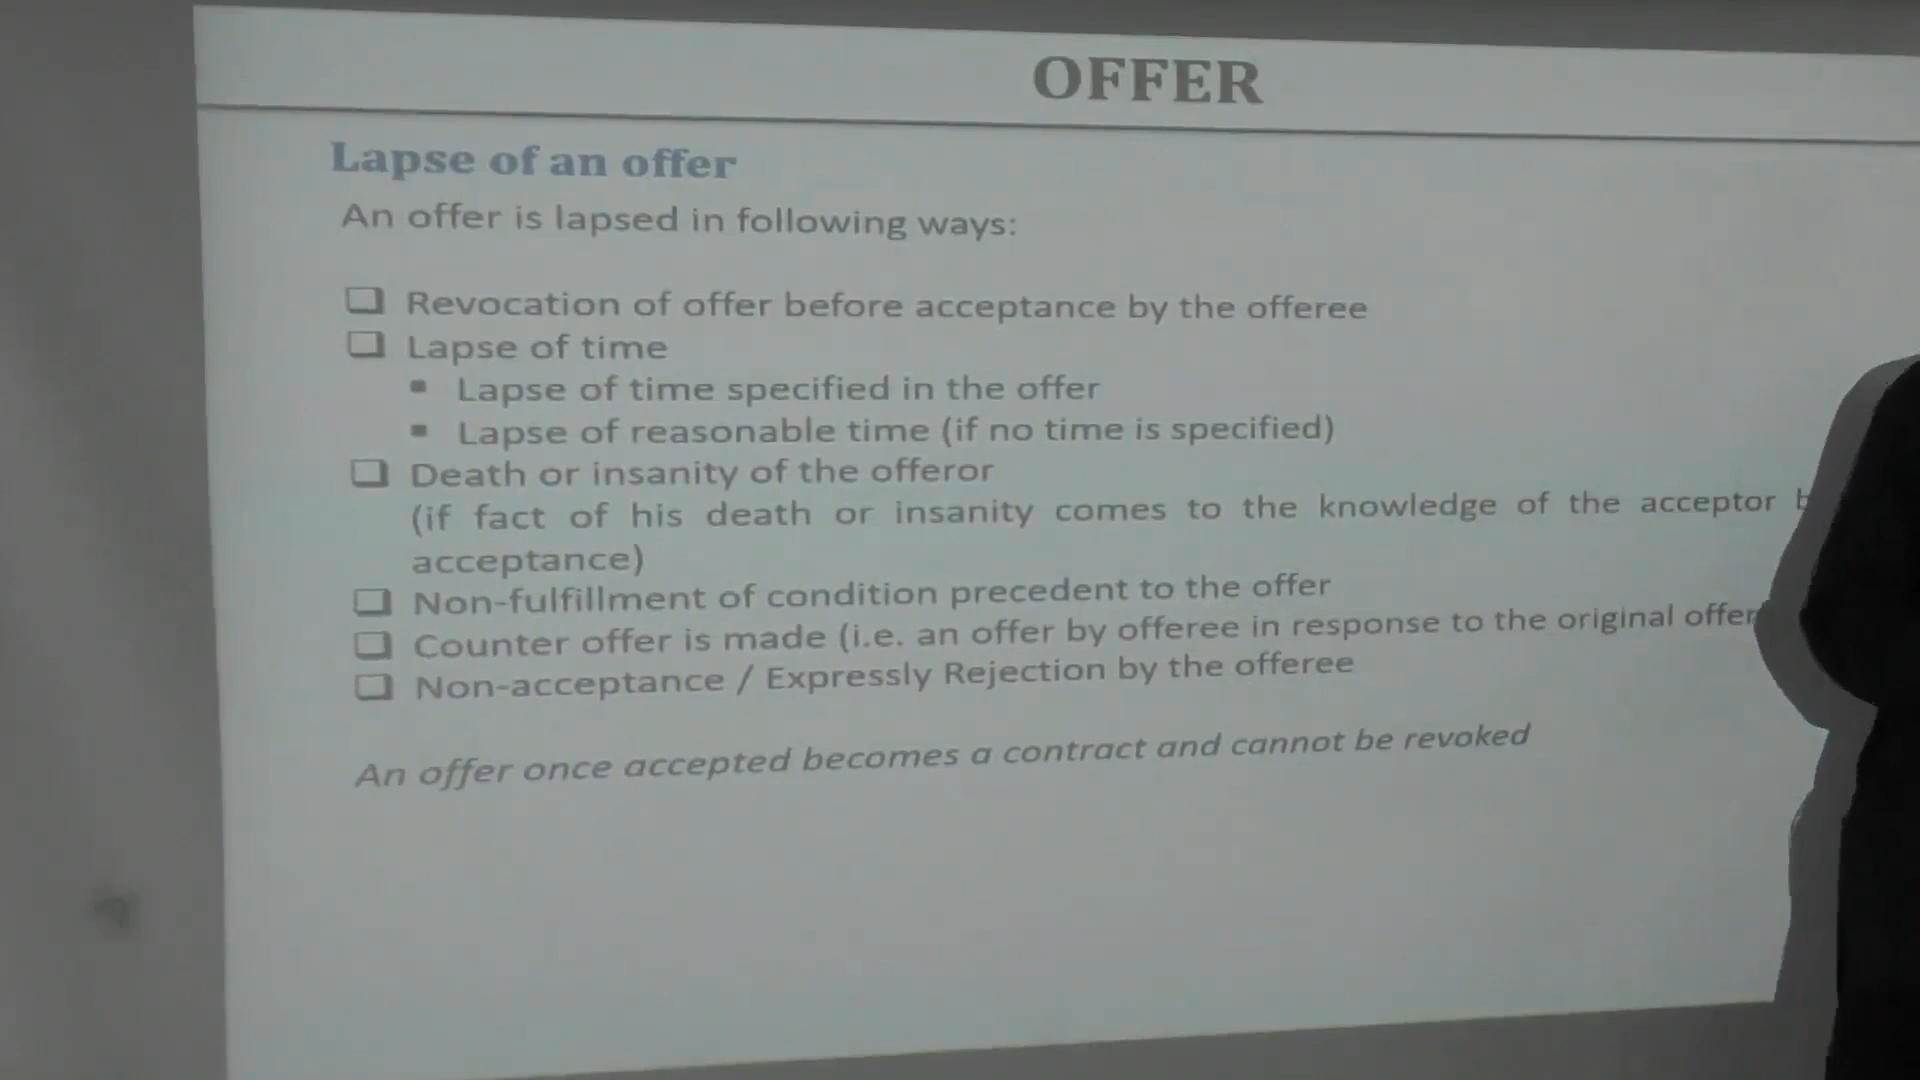 OFFER
Lapse of an offer
An offer is lapsed in following ways:
❑ Revocation of offer before acceptance by the offeree
❑ Lapse of time
▪ Lapse of time specified in the offer
▪ Lapse of reasonable time (if no time is specified)
❑ Death or insanity of the offeror
(if fact of his death or insanity comes to the knowledge of the acceptor
acceptance)
❑ Non-fulfillment of condition precedent to the offer
❑ Counter offer is made (i.e. an offer by offeree in response to the original offer
❑ Non-acceptance / Expressly Rejection by the offeree
An offer once accepted becomes a contract and cannot be revoked